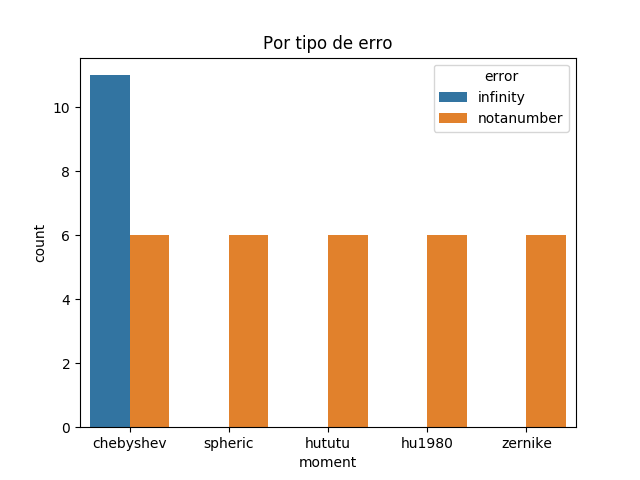 Por tipo de erro
error
infinity
notanumber
10
8
6
4
2
0
count
chebyshev spheric hututu hu1980 zernike
moment